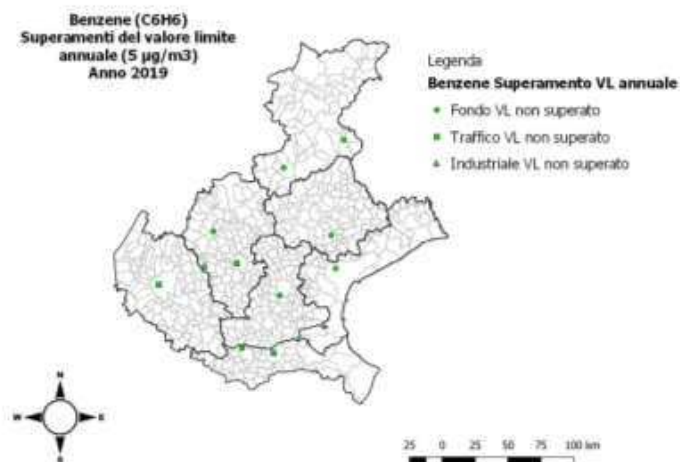 Benzene (C6H6)
Superamenti del valore limite
annuale (5 µg/m3)
Anno 2019
Legenda
Benzene Superamento VL annuale
Fondo VL non superato
Traffico VL non superato
Industriale VL non superato
N
W E
S
25 0 25 50 75 100 km